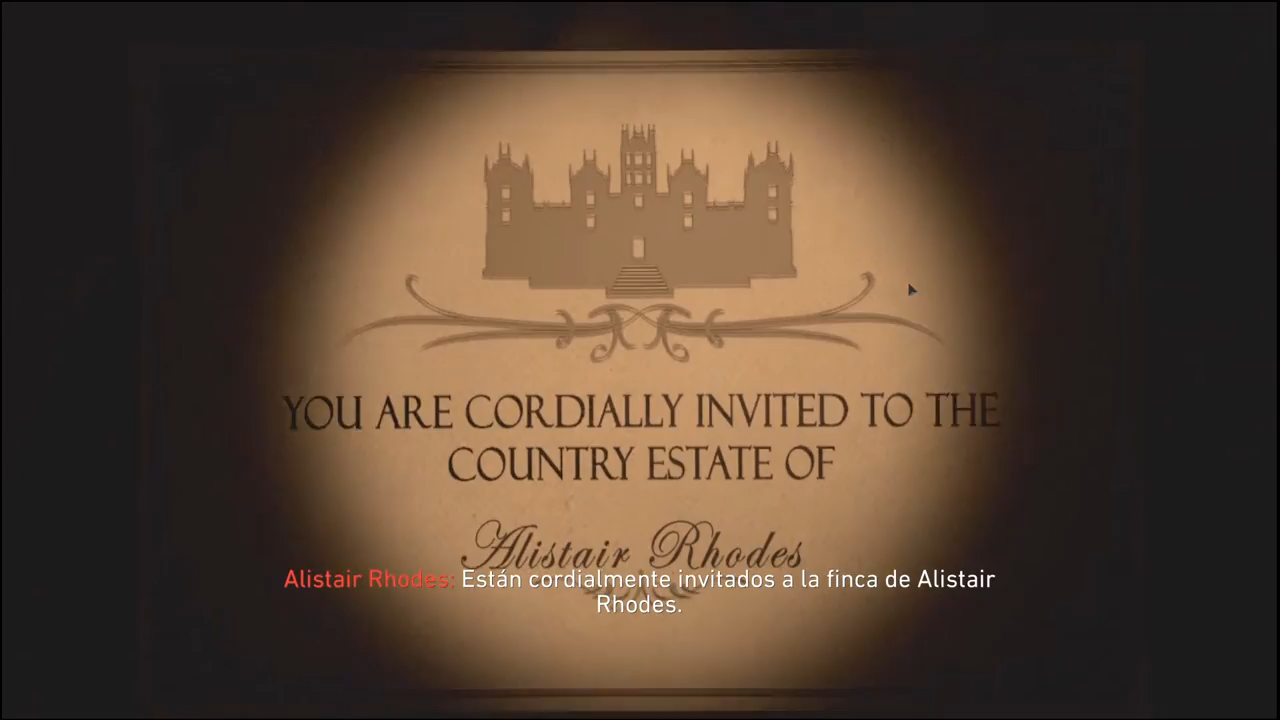 YOU ARE CORDIALLY INVITED TO THE
COUNTRY ESTATE OF
Alistair Rhodes
Alistair Rhodes: Están cordialmente invitados a la finca de Alistair
Rhodes.